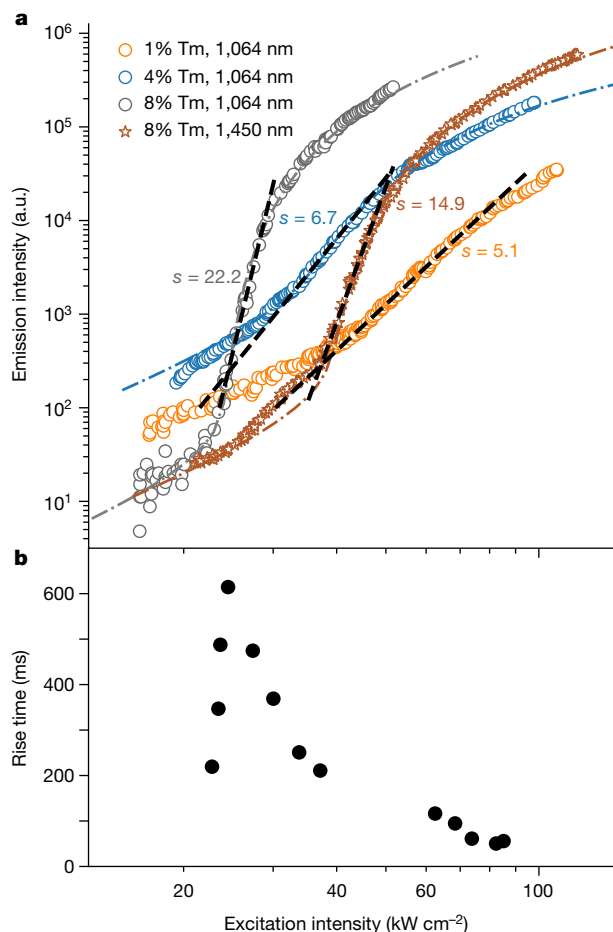 a
1% Tm, 1,064 nm
4% Tm, 1,064 nm
8% Tm, 1,064 nm
8% Tm, 1,450 nm
10⁶
10⁵
10⁴
10³
10²
10¹
Emission intensity (a.u.)
s = 6.7
s = 14.9
s = 22.2
s = 5.1
b
600
400
200
0
Rise time (ms)
20
40
60
100
Excitation intensity (kW cm⁻²)